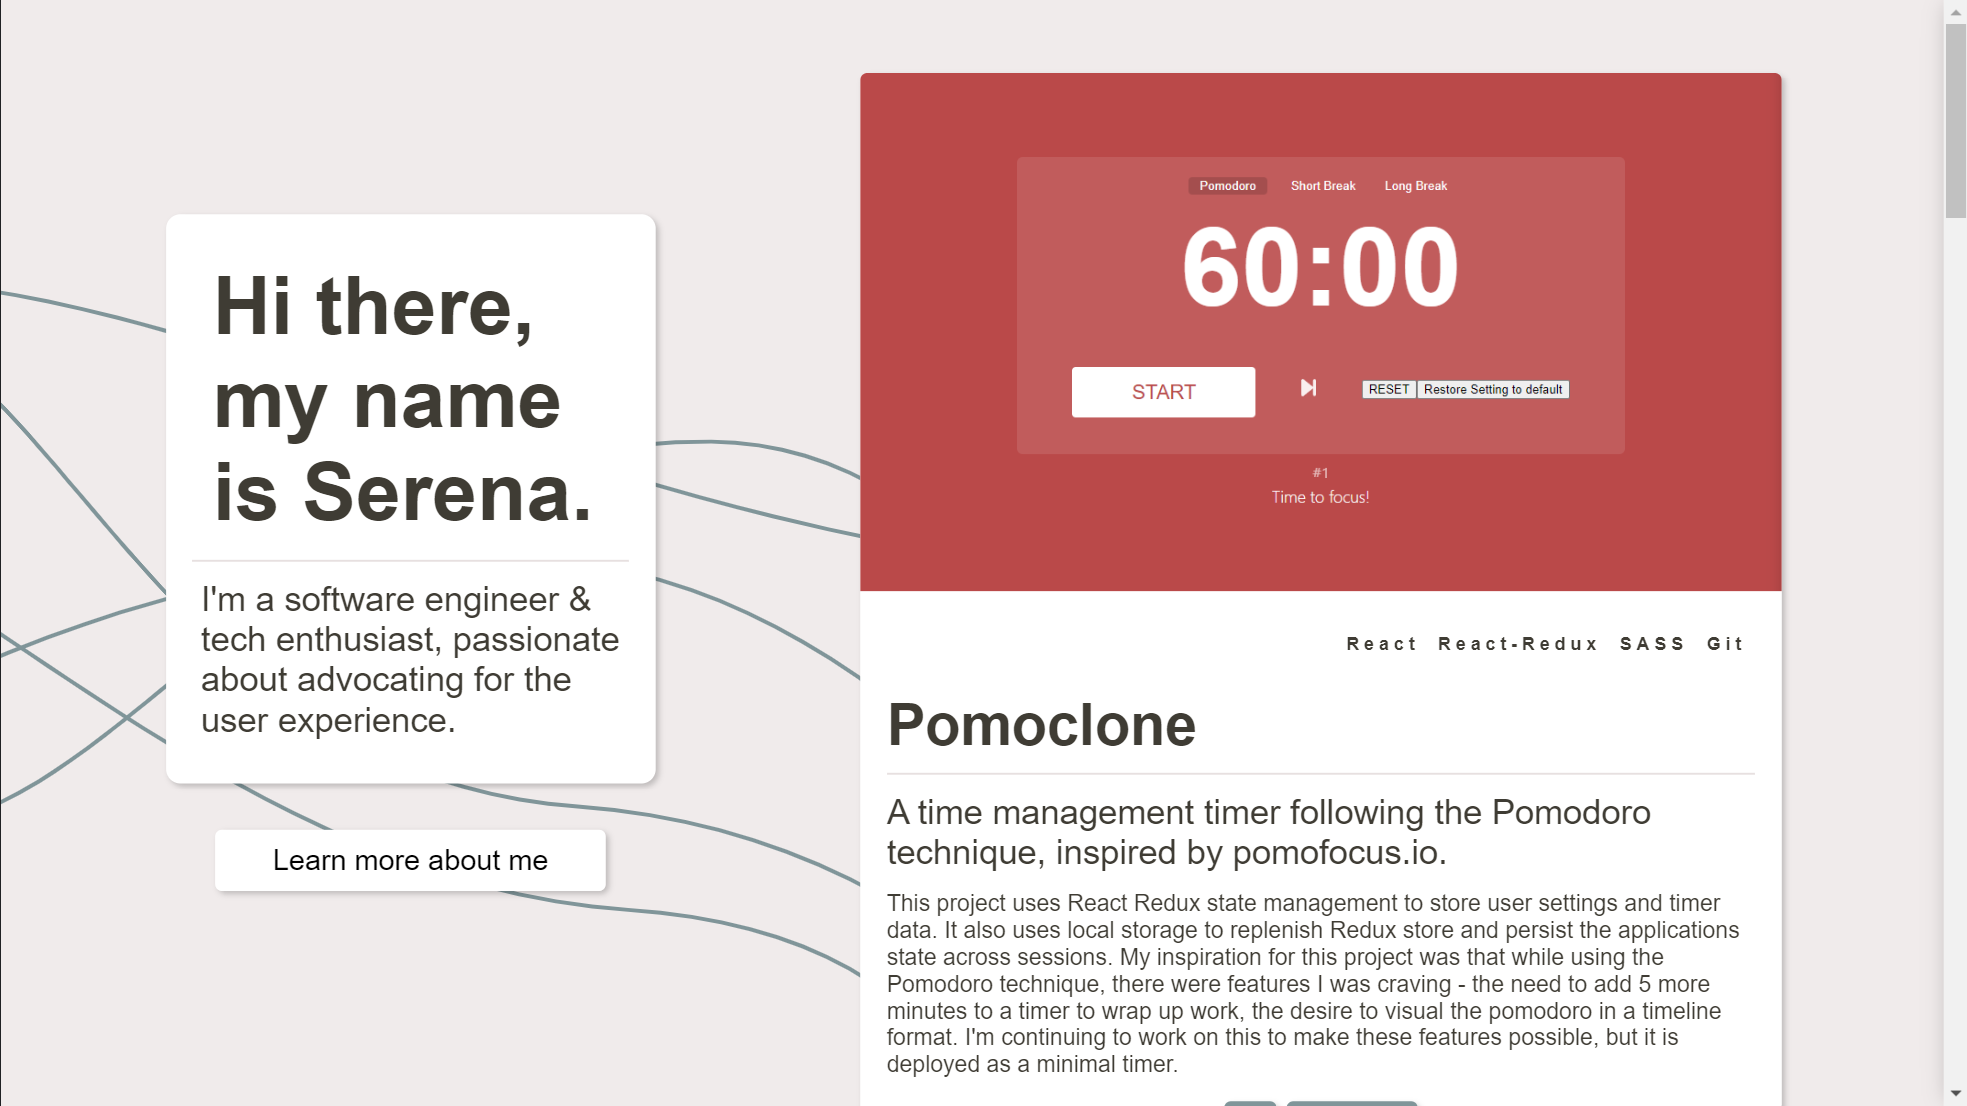 Hi there,
my name
is Serena.
I'm a software engineer &
tech enthusiast, passionate
about advocating for the
user experience.
Learn more about me
Pomodoro Short Break Long Break
60:00
START RESET Restore Setting to default
#1
Time to focus!
React React-Redux SASS Git
Pomoclone
A time management timer following the Pomodoro
technique, inspired by pomofocus.io.
This project uses React Redux state management to store user settings and timer
data. It also uses local storage to replenish Redux store and persist the applications
state across sessions. My inspiration for this project was that while using the
Pomodoro technique, there were features I was craving - the need to add 5 more
minutes to a timer to wrap up work, the desire to visual the pomodoro in a timeline
format. I'm continuing to work on this to make these features possible, but it is
deployed as a minimal timer.